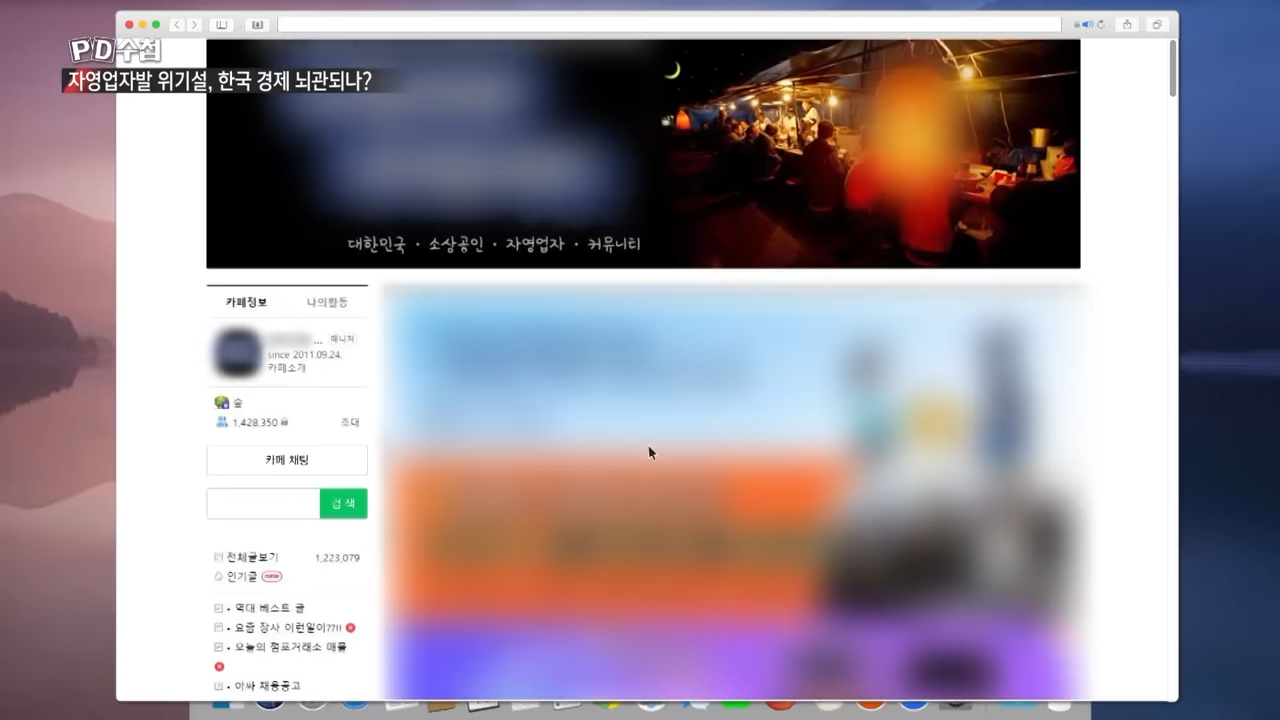 PD수첩
자영업자발 위기설, 한국 경제 뇌관되나?
대한민국 · 소상공인 · 자영업자 · 커뮤니티
카페정보 나의활동
... 매니저
since 2011.09.24.
카페소개
숲
1,428,350 초대
카페 채팅
검색
전체글보기 1,223,079
인기글 new
• 역대 베스트 글
• 요즘 장사 이런일이??!!
• 오늘의 점포거래소 매물
• 아싸 채용공고